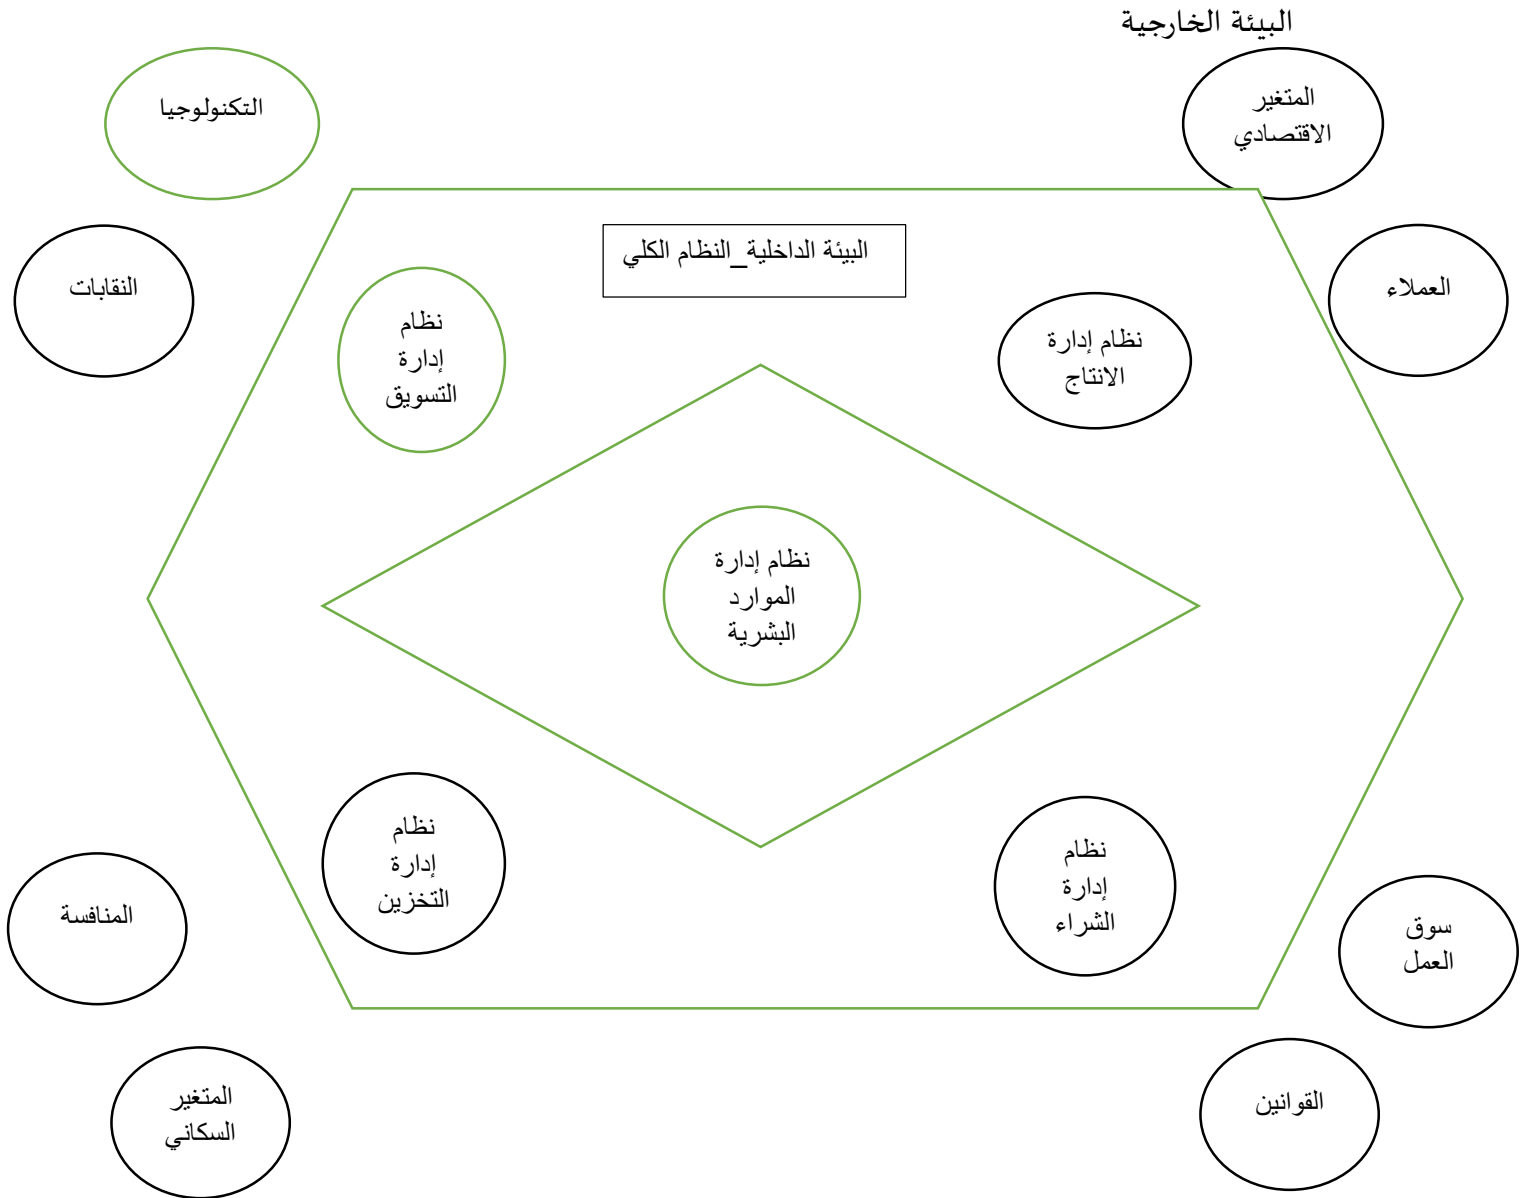 البيئة الخارجية
المتغير
الاقتصادي
التكنولوجيا
العملاء
النقابات
البيئة الداخلية_النظام الكلي
نظام إدارة
الانتاج
نظام
إدارة
التسويق
نظام إدارة
الموارد
البشرية
نظام
إدارة
الشراء
نظام
إدارة
التخزين
سوق
العمل
المنافسة
القوانين
المتغير
السكاني